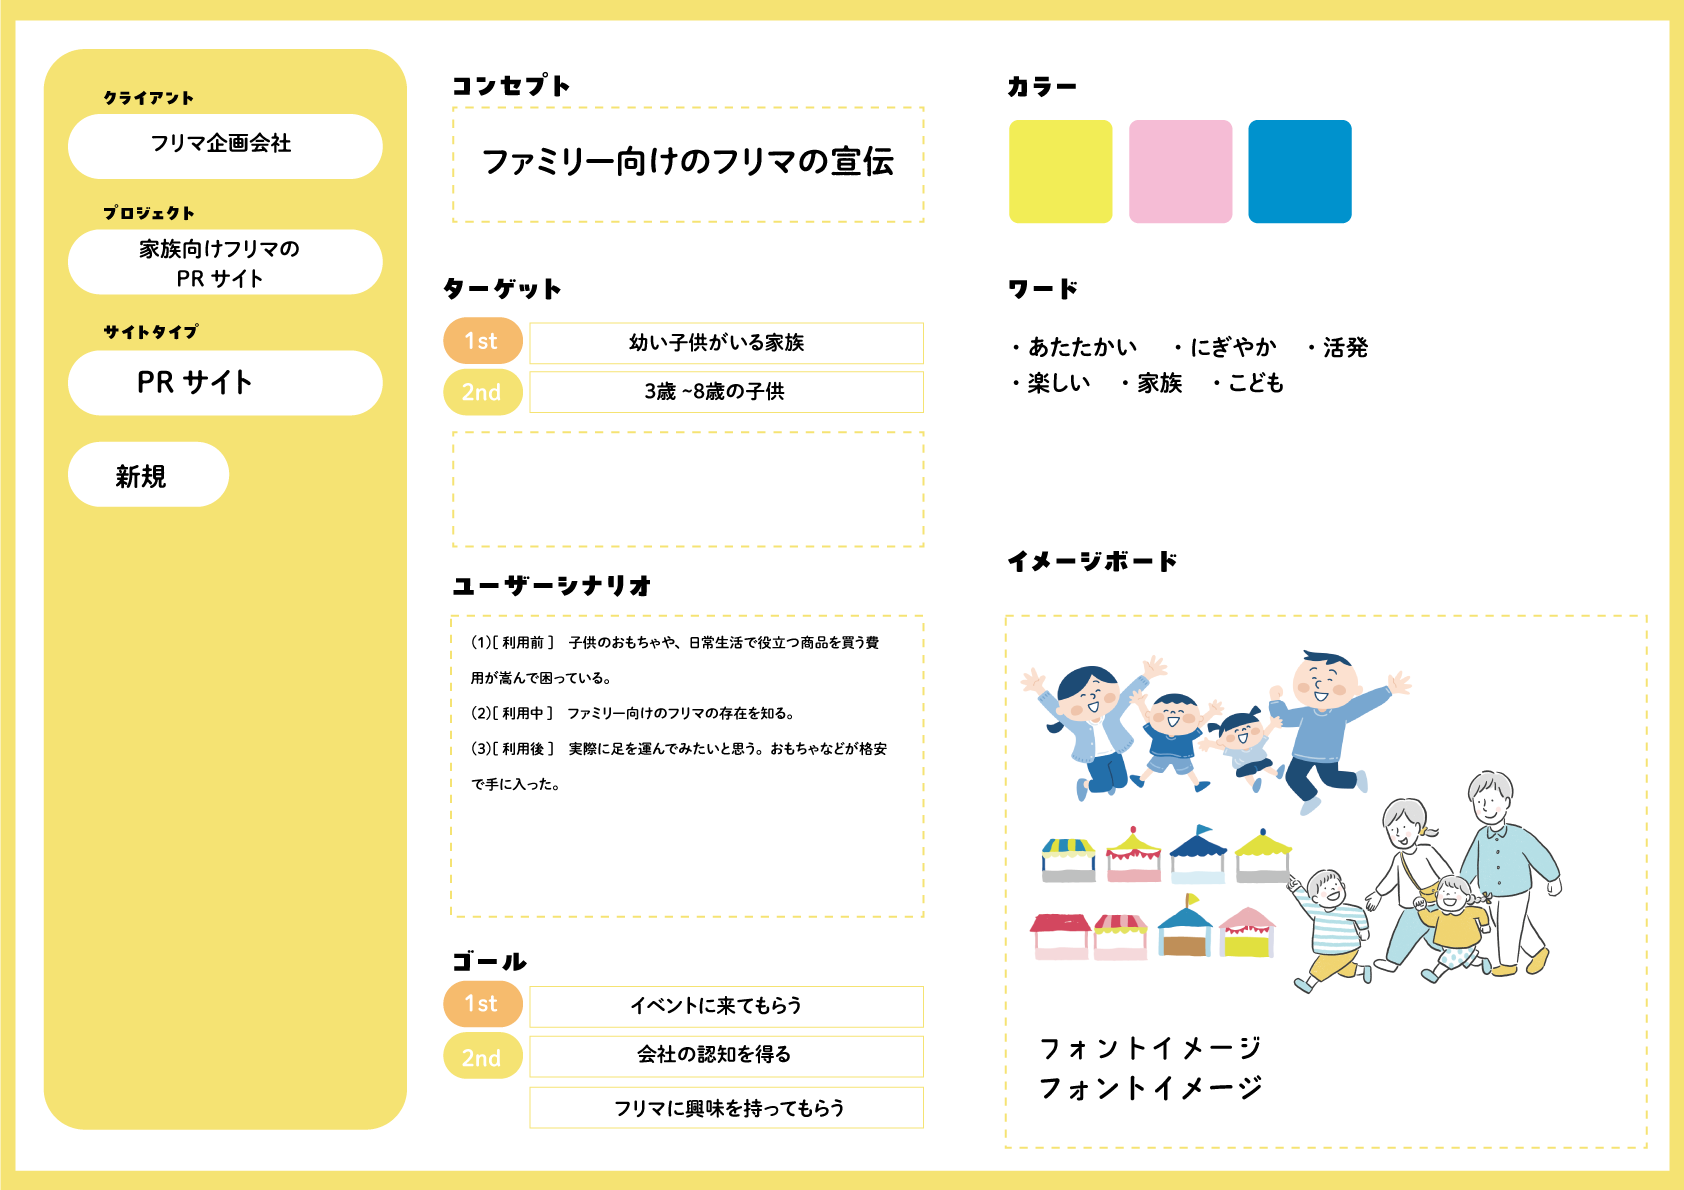 クライアント
フリマ企画会社
プロジェクト
家族向けフリマの
PR サイト
サイトタイプ
PR サイト
新規
コンセプト
ファミリー向けのフリマの宣伝
ターゲット
1st
幼い子供がいる家族
2nd
3歳 ~8歳の子供
ユーザーシナリオ
(1)[ 利用前 ]　子供のおもちゃや、日常生活で役立つ商品を買う費
用が嵩んで困っている。
(2)[ 利用中 ]　ファミリー向けのフリマの存在を知る。
(3)[ 利用後 ]　実際に足を運んでみたいと思う。おもちゃなどが格安
で手に入った。
ゴール
1st
イベントに来てもらう
2nd
会社の認知を得る
フリマに興味を持ってもらう
カラー
ワード
・あたたかい　・にぎやか　・活発
・楽しい　・家族　・こども
イメージボード
フォントイメージ
フォントイメージ